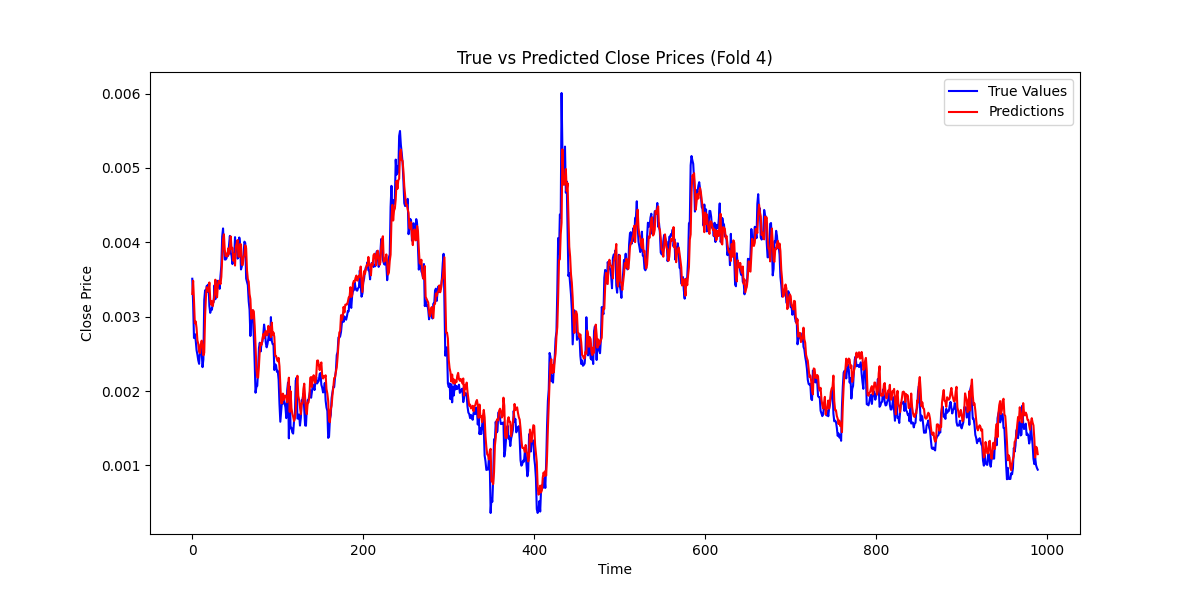 True vs Predicted Close Prices (Fold 4)
True Values
Predictions
Close Price
0.006
0.005
0.004
0.003
0.002
0.001
0
200
400
600
800
1000
Time